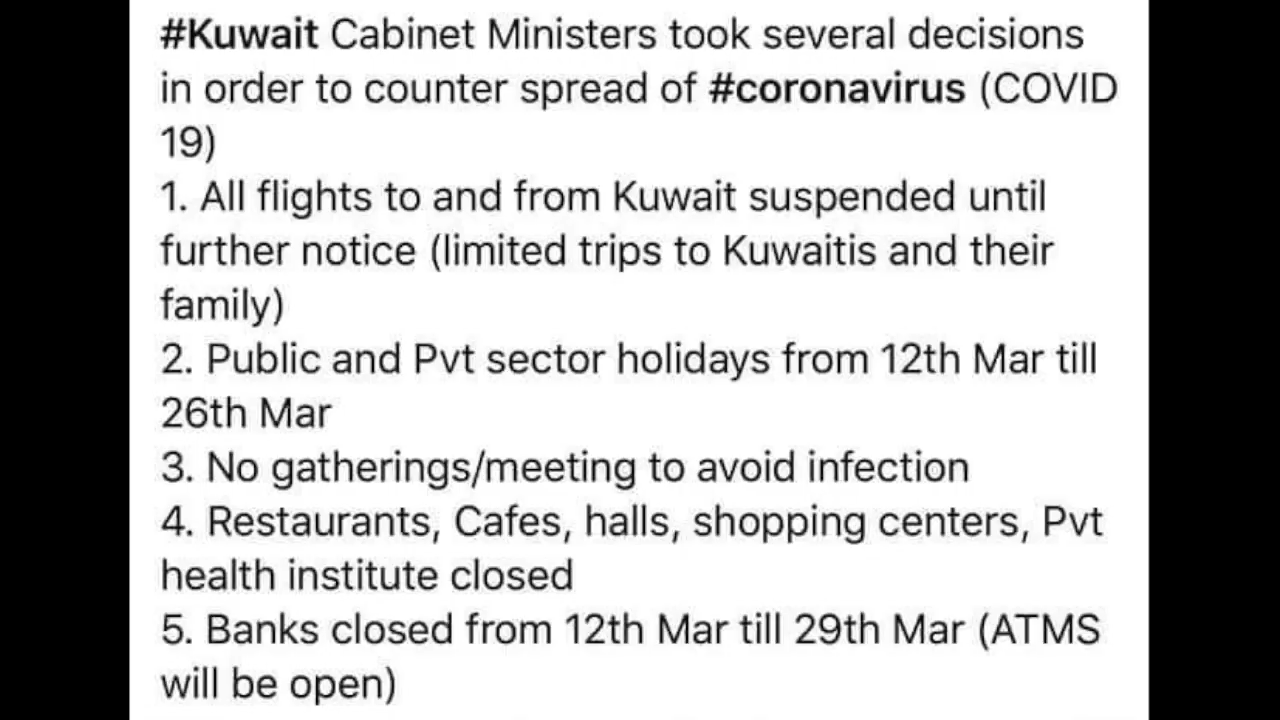 #Kuwait Cabinet Ministers took several decisions
in order to counter spread of #coronavirus (COVID
19)
1. All flights to and from Kuwait suspended until
further notice (limited trips to Kuwaitis and their
family)
2. Public and Pvt sector holidays from 12th Mar till
26th Mar
3. No gatherings/meeting to avoid infection
4. Restaurants, Cafes, halls, shopping centers, Pvt
health institute closed
5. Banks closed from 12th Mar till 29th Mar (ATMS
will be open)